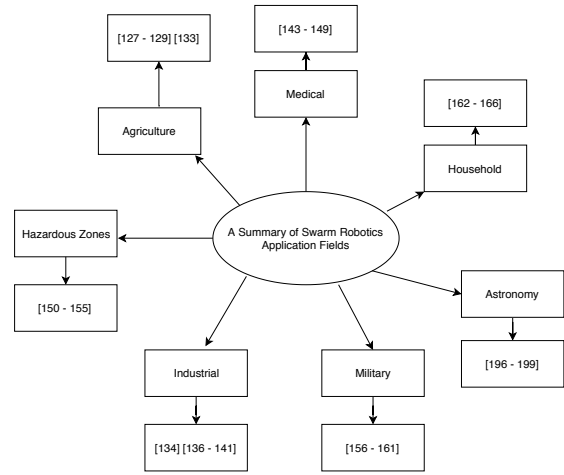 [127 - 129] [133]
[143 - 149]
Agriculture
Medical
[162 - 166]
Household
A Summary of Swarm Robotics
Application Fields
Hazardous Zones
[150 - 155]
Astronomy
[196 - 199]
Industrial
Military
[134] [136 - 141]
[156 - 161]